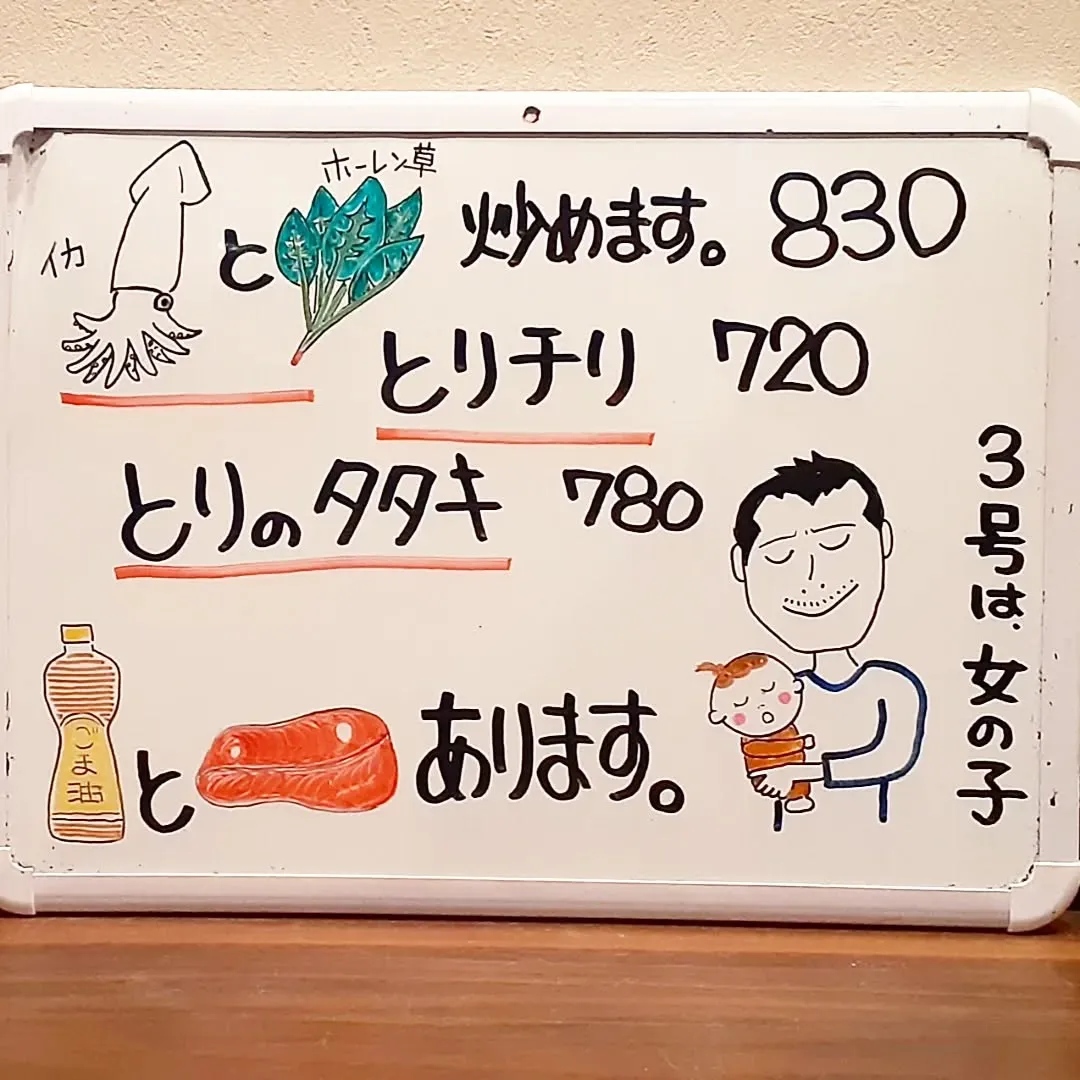 ホーレン草
イカ と 炒めます。 830
とりチリ 720
とりのタタキ 780
ごま油 と あります。
3号は、女の子